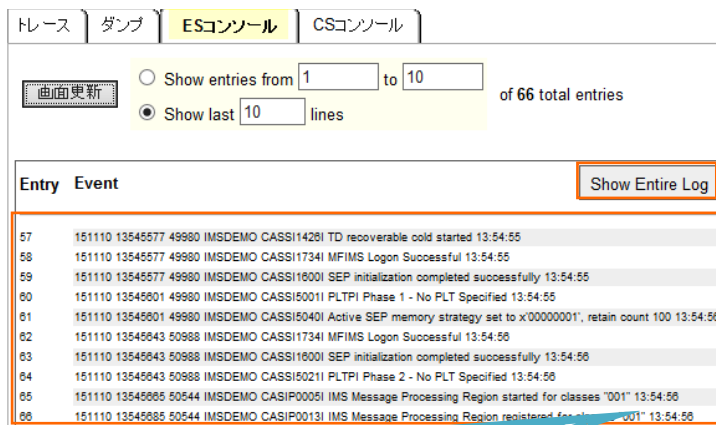 トレース ダンプ ESコンソール CSコンソール
画面更新
Show entries from 1 to 10
Show last 10 lines
of 66 total entries
Entry Event Show Entire Log
57 151110 13545577 49980 IMSDEMO CASSI1426I TD recoverable cold started 13:54:55
58 151110 13545577 49980 IMSDEMO CASSI1734I MFIMS Logon Successful 13:54:55
59 151110 13545577 49980 IMSDEMO CASSI1600I SEP initialization completed successfully 13:54:55
60 151110 13545601 49980 IMSDEMO CASSI5001I PLTPI Phase 1 - No PLT Specified 13:54:55
61 151110 13545601 49980 IMSDEMO CASSI5040I Active SEP memory strategy set to x'00000001', retain count 100 13:54:56
62 151110 13545643 50988 IMSDEMO CASSI1734I MFIMS Logon Successful 13:54:56
63 151110 13545643 50988 IMSDEMO CASSI1600I SEP initialization completed successfully 13:54:56
64 151110 13545643 50988 IMSDEMO CASSI5021I PLTPI Phase 2 - No PLT Specified 13:54:56
65 151110 13545665 50544 IMSDEMO CASIP0005I IMS Message Processing Region started for classes "001" 13:54:56
66 151110 13545685 50544 IMSDEMO CASIP0013I IMS Message Processing Region registered for classes "001" 13:54:56